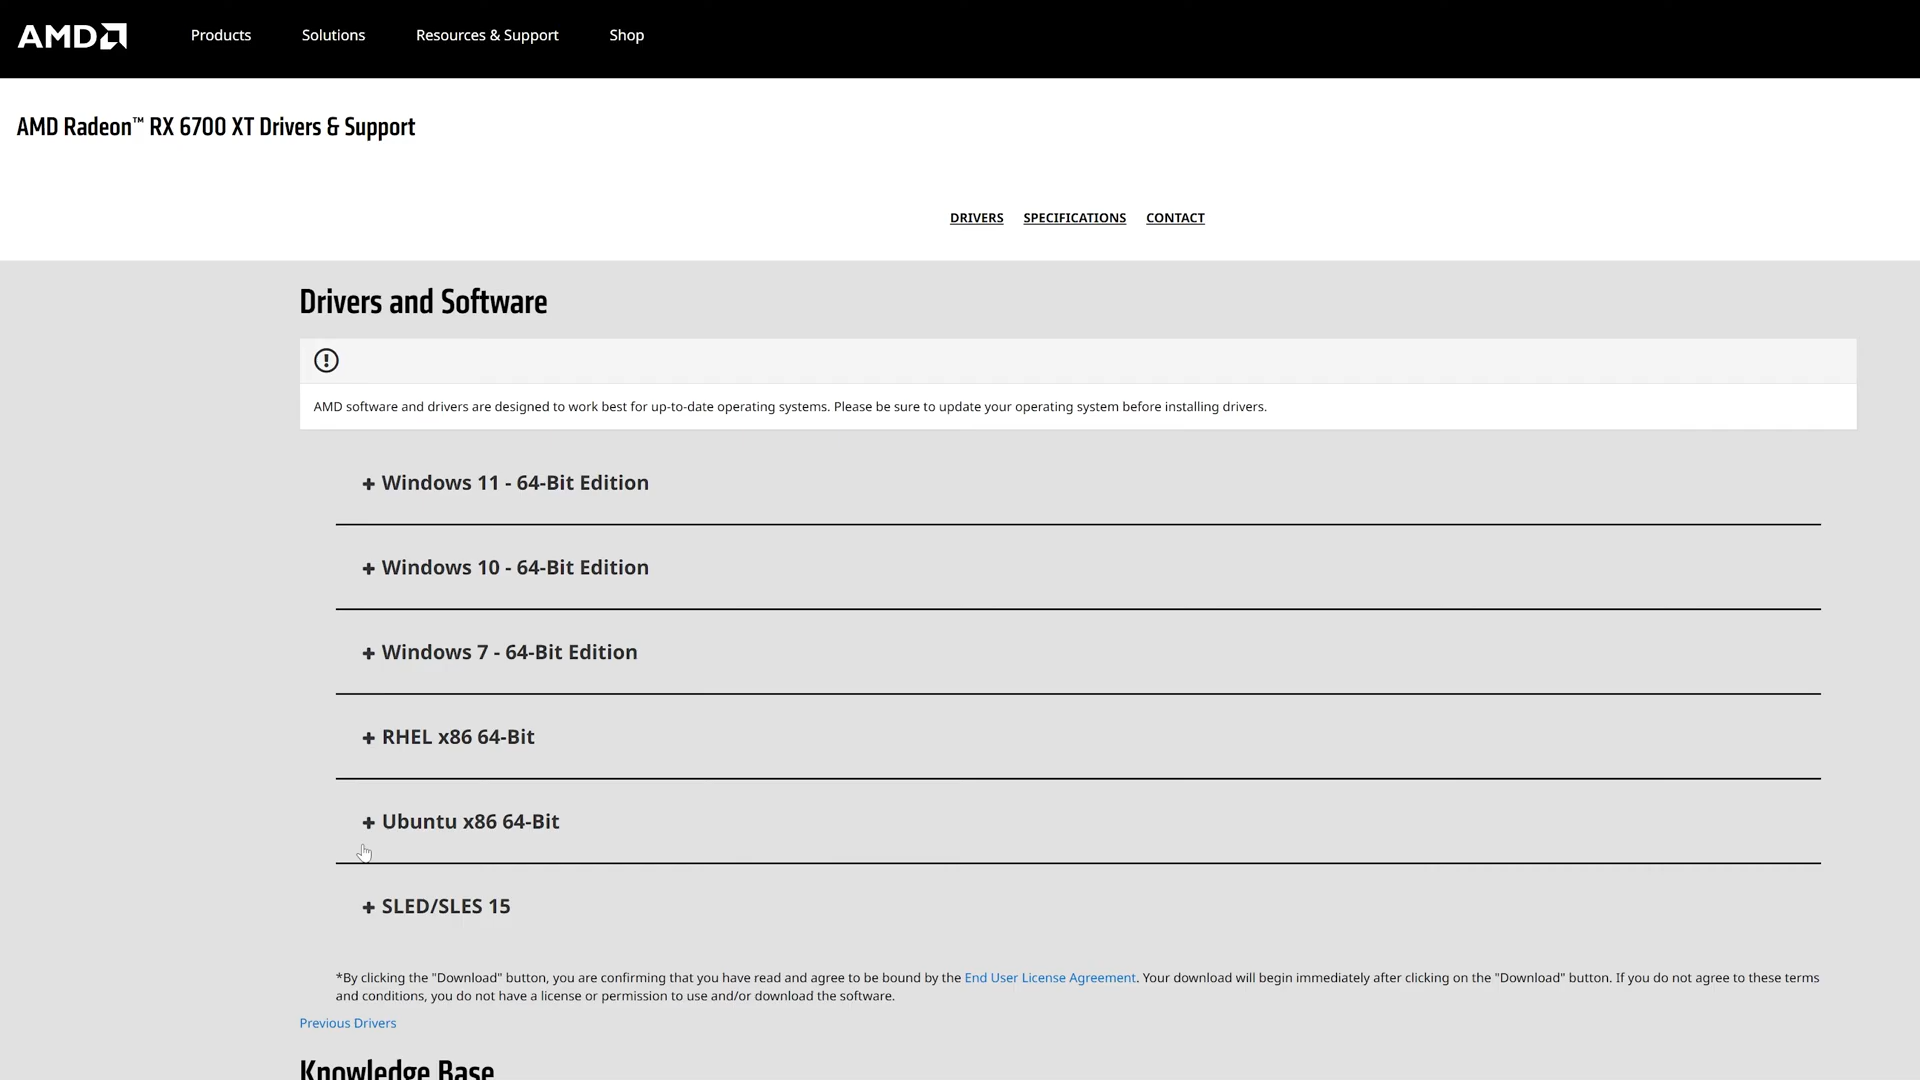 AMD
Products
Solutions
Resources & Support
Shop
AMD Radeon™ RX 6700 XT Drivers & Support
DRIVERS
SPECIFICATIONS
CONTACT
Drivers and Software
AMD software and drivers are designed to work best for up-to-date operating systems. Please be sure to update your operating system before installing drivers.
+ Windows 11 - 64-Bit Edition
+ Windows 10 - 64-Bit Edition
+ Windows 7 - 64-Bit Edition
+ RHEL x86 64-Bit
+ Ubuntu x86 64-Bit
+ SLED/SLES 15
*By clicking the "Download" button, you are confirming that you have read and agree to be bound by the End User License Agreement. Your download will begin immediately after clicking on the "Download" button. If you do not agree to these terms
and conditions, you do not have a license or permission to use and/or download the software.
Previous Drivers
Knowledge Base